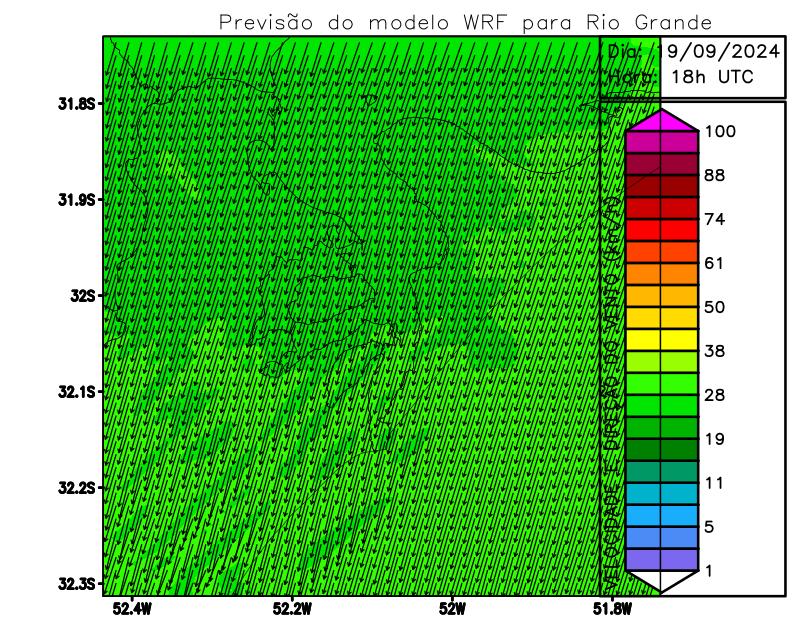 Previsão do modelo WRF para Rio Grande
Dia: 19/09/2024
Hora: 18h UTC
31.8S
31.9S
32S
32.1S
32.2S
32.3S
52.4W
52.2W
52W
51.8W
VELOCIDADE E DIREÇÃO DO VENTO (Km/h)
100
88
74
61
50
38
28
19
11
5
1